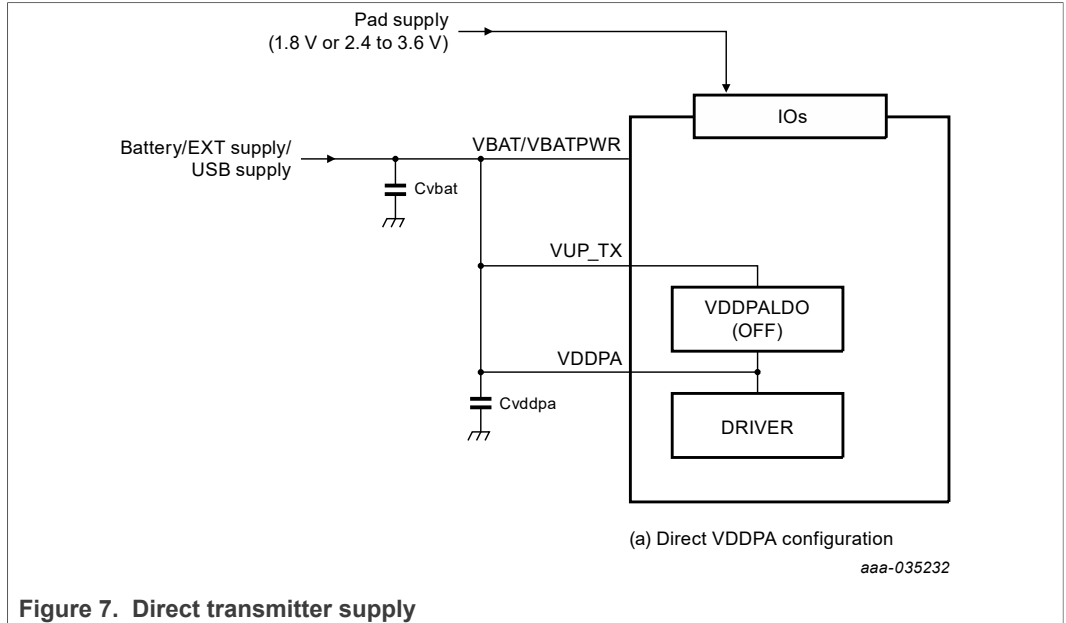 Pad supply
(1.8 V or 2.4 to 3.6 V)
IOs
Battery/EXT supply/
USB supply
VBAT/VBATPWR
Cvbat
VUP_TX
VDDPALDO
(OFF)
VDDPA
Cvddpa
DRIVER
(a) Direct VDDPA configuration
aaa-035232
Figure 7. Direct transmitter supply